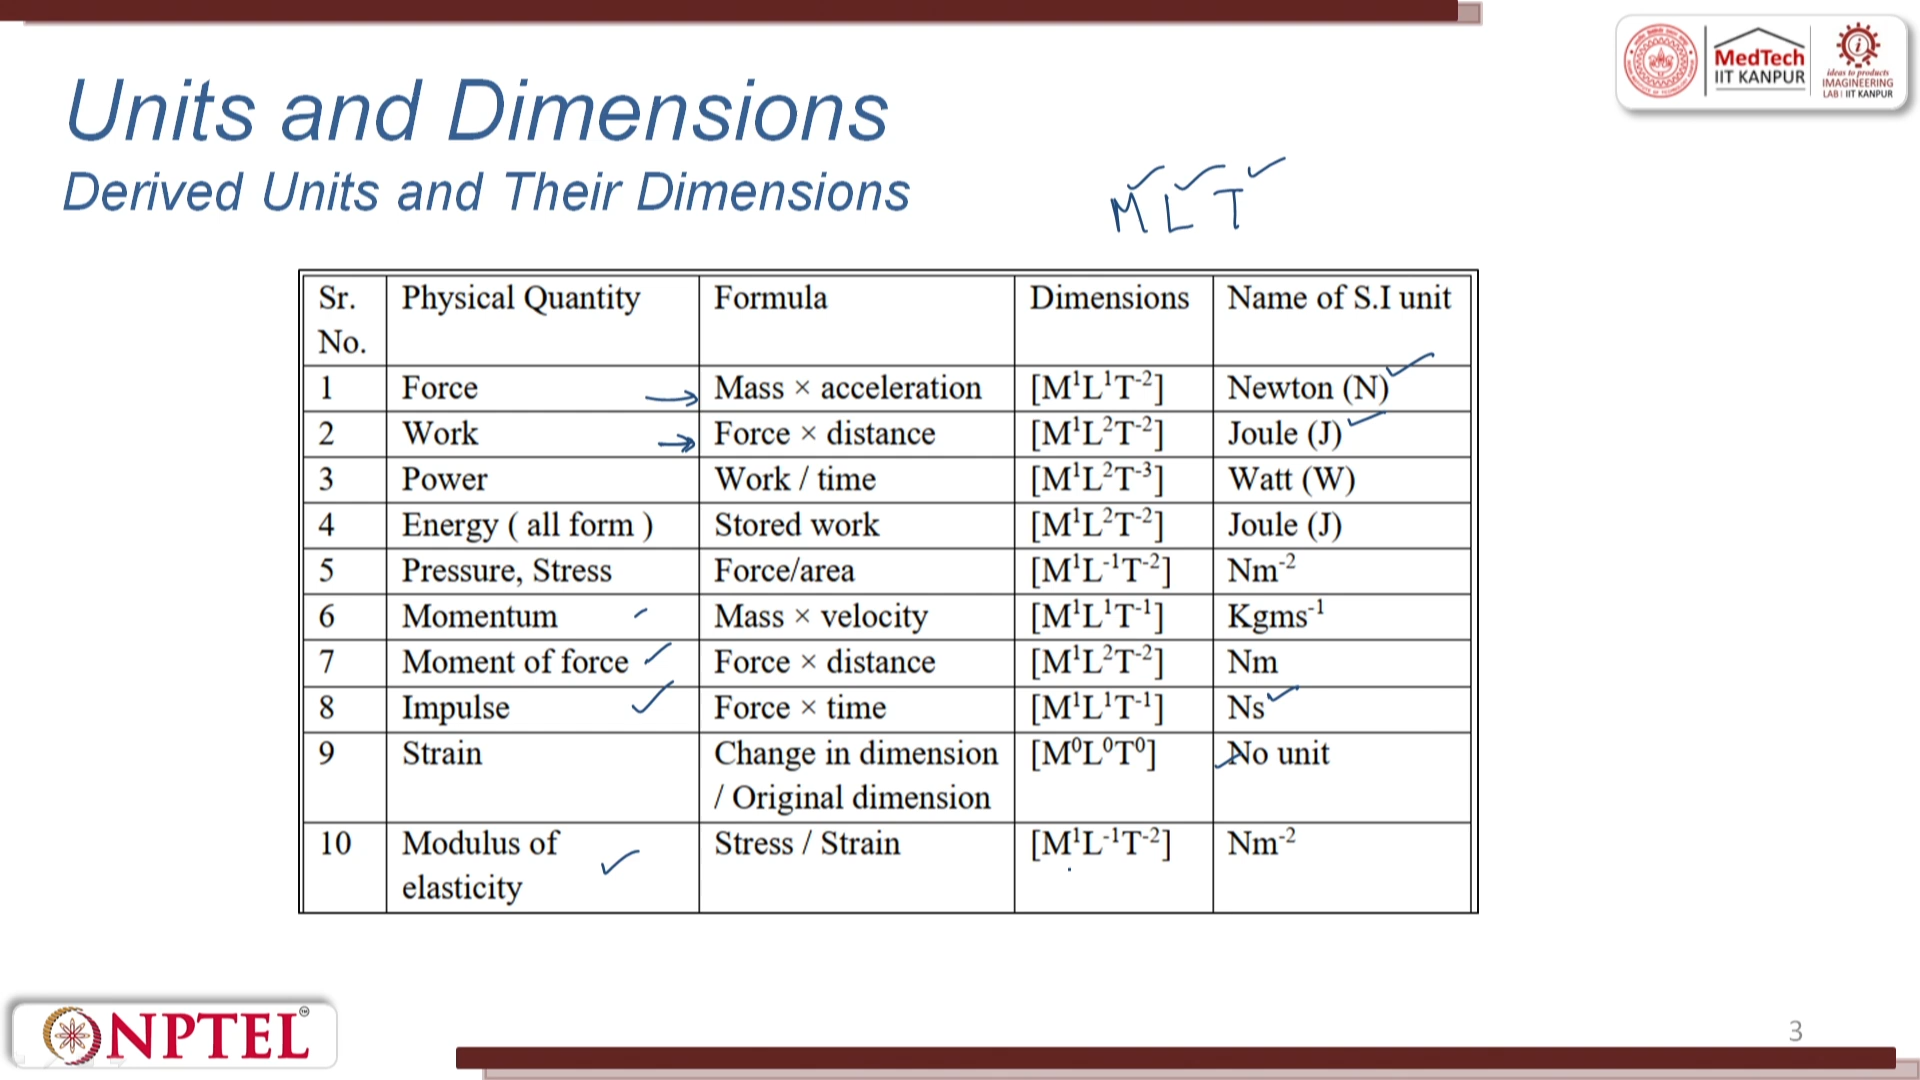 MedTech
IIT KANPUR
ideas to products
IMAGINEERING
LAB | IIT KANPUR
Units and Dimensions
Derived Units and Their Dimensions
M L T
Sr. No. Physical Quantity Formula Dimensions Name of S.I unit
1 Force Mass × acceleration [M¹L¹T⁻²] Newton (N)
2 Work Force × distance [M¹L²T⁻²] Joule (J)
3 Power Work / time [M¹L²T⁻³] Watt (W)
4 Energy ( all form ) Stored work [M¹L²T⁻²] Joule (J)
5 Pressure, Stress Force/area [M¹L⁻¹T⁻²] Nm⁻²
6 Momentum Mass × velocity [M¹L¹T⁻¹] Kgms⁻¹
7 Moment of force Force × distance [M¹L²T⁻²] Nm
8 Impulse Force × time [M¹L¹T⁻¹] Ns
9 Strain Change in dimension / Original dimension [M⁰L⁰T⁰] No unit
10 Modulus of elasticity Stress / Strain [M¹L⁻¹T⁻²] Nm⁻²
NPTEL™
3